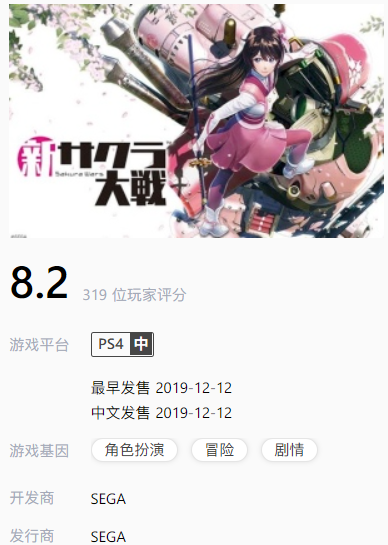 新サクラ
Sakura Wars
大戦
8.2 319 位玩家评分
游戏平台 PS4 中
最早发售 2019-12-12
中文发售 2019-12-12
游戏基因 角色扮演 冒险 剧情
开发商 SEGA
发行商 SEGA